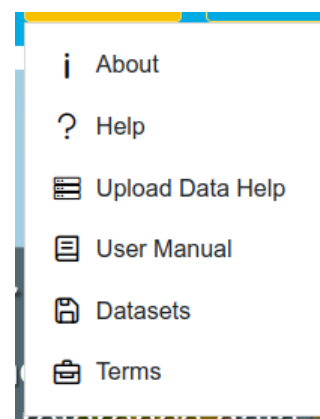 About
Help
Upload Data Help
User Manual
Datasets
Terms